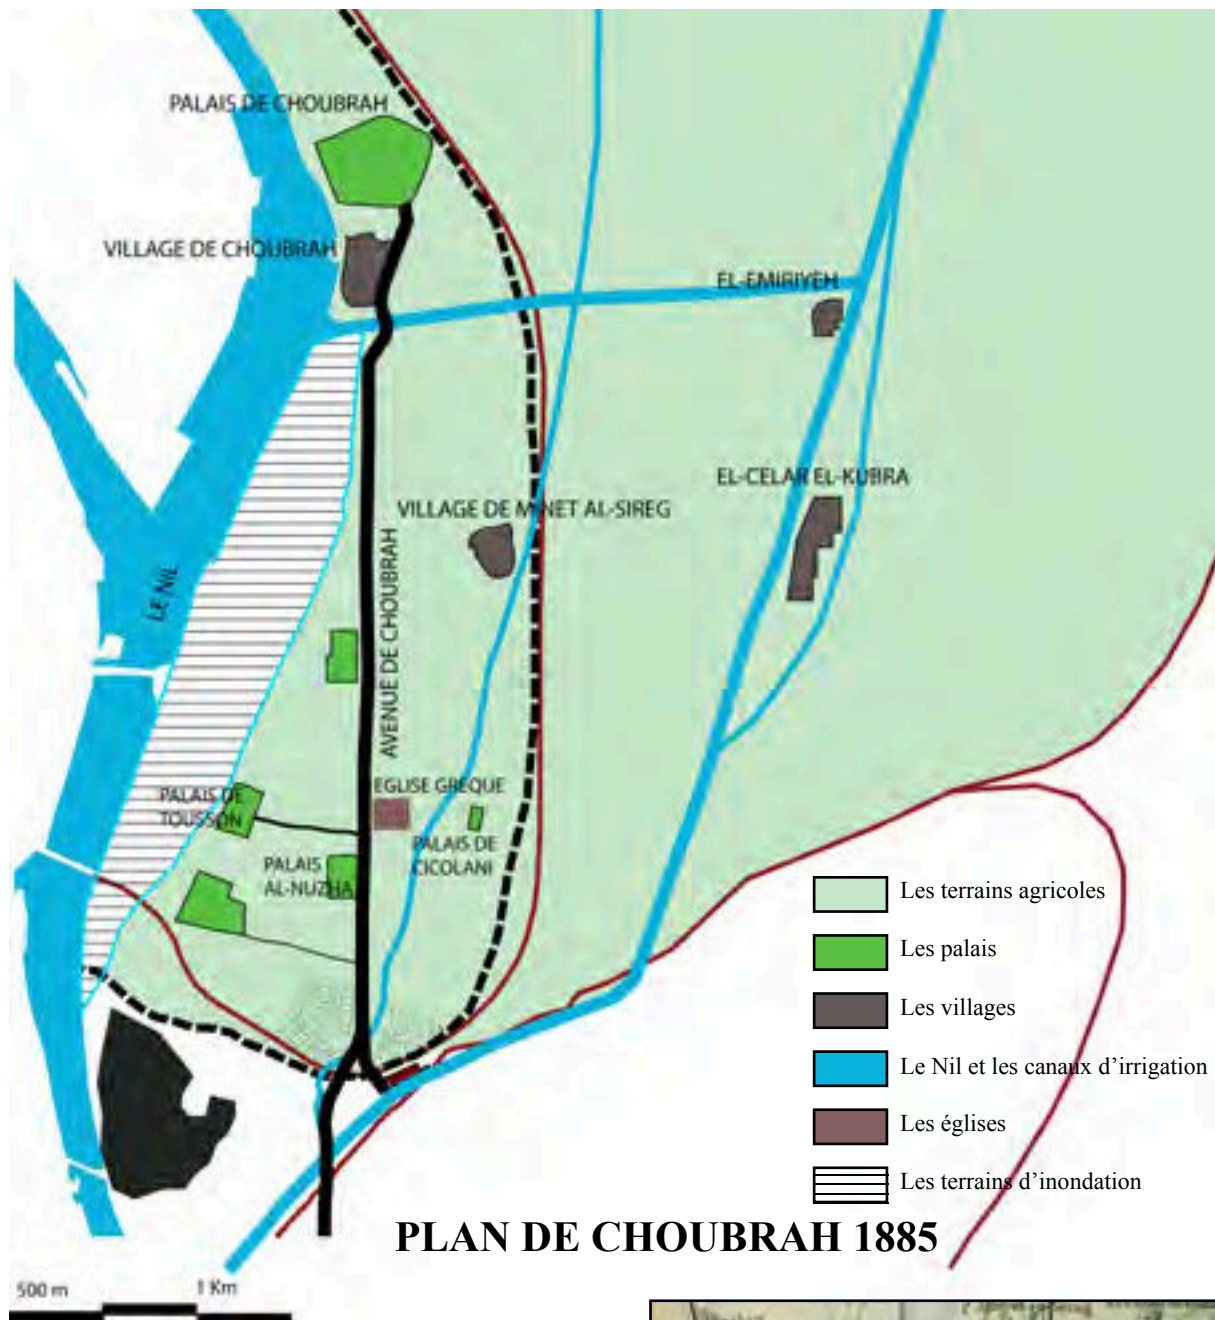 PALAIS DE CHOUBRAH
VILLAGE DE CHOUBRAH
EL-EMIRIYEH
EL-CELAR EL-KUBRA
VILLAGE DE MINET AL-SIREG
LE NIL
AVENUE DE CHOUBRAH
EGLISE GREQUE
PALAIS DE
TOUSSON
PALAIS DE
CICOLANI
PALAIS
AL-NUZHA
Les terrains agricoles
Les palais
Les villages
Le Nil et les canaux d’irrigation
Les églises
Les terrains d’inondation
PLAN DE CHOUBRAH 1885
500 m
1 Km